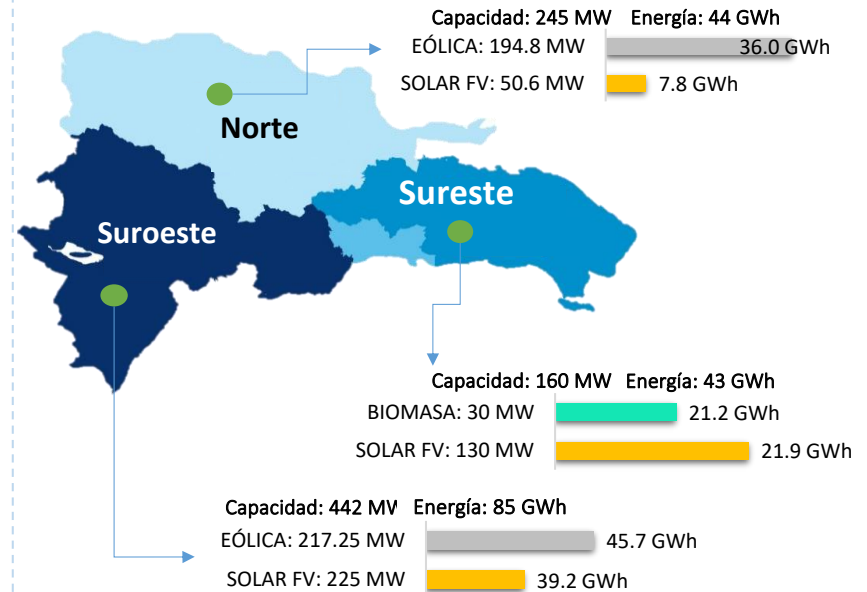 Capacidad: 245 MW Energía: 44 GWh
EÓLICA: 194.8 MW 36.0 GWh
SOLAR FV: 50.6 MW 7.8 GWh
Norte
Sureste
Suroeste
Capacidad: 160 MW Energía: 43 GWh
BIOMASA: 30 MW 21.2 GWh
SOLAR FV: 130 MW 21.9 GWh
Capacidad: 442 MW Energía: 85 GWh
EÓLICA: 217.25 MW 45.7 GWh
SOLAR FV: 225 MW 39.2 GWh